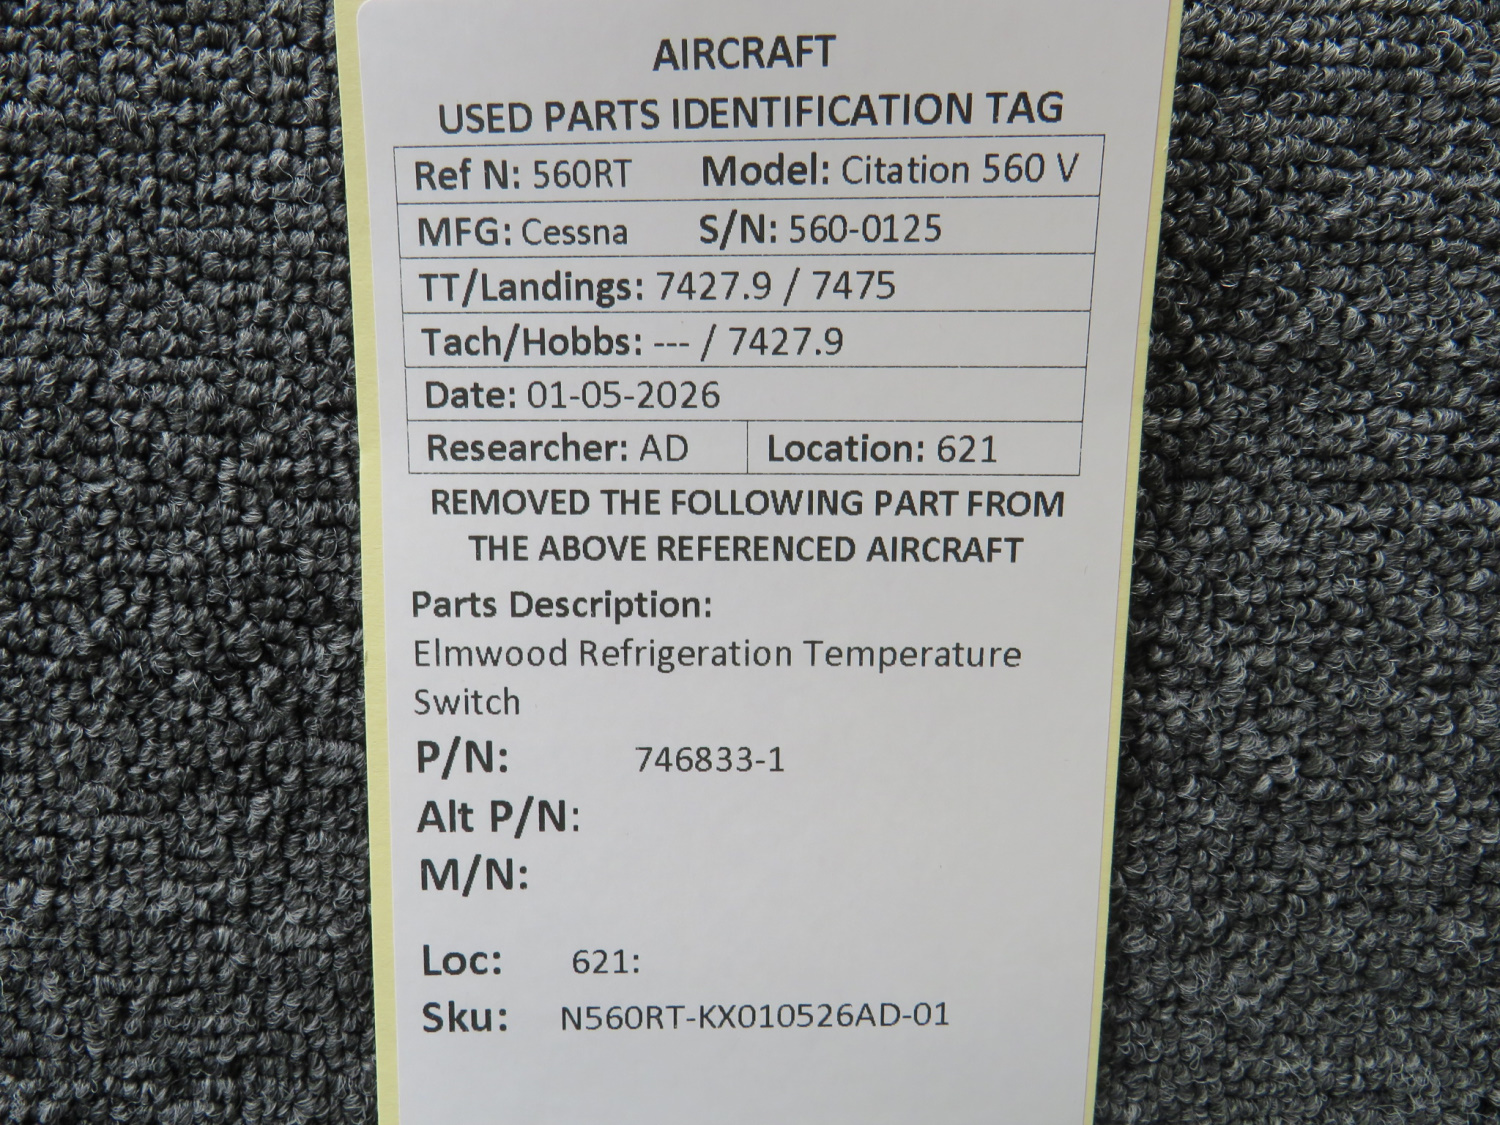 AIRCRAFT
USED PARTS IDENTIFICATION TAG
Ref N: 560RT Model: Citation 560 V
MFG: Cessna S/N: 560-0125
TT/Landings: 7427.9 / 7475
Tach/Hobbs: --- / 7427.9
Date: 01-05-2026
Researcher: AD Location: 621
REMOVED THE FOLLOWING PART FROM
THE ABOVE REFERENCED AIRCRAFT
Parts Description:
Elmwood Refrigeration Temperature
Switch
P/N: 746833-1
Alt P/N:
M/N:
Loc: 621:
Sku: N560RT-KX010526AD-01